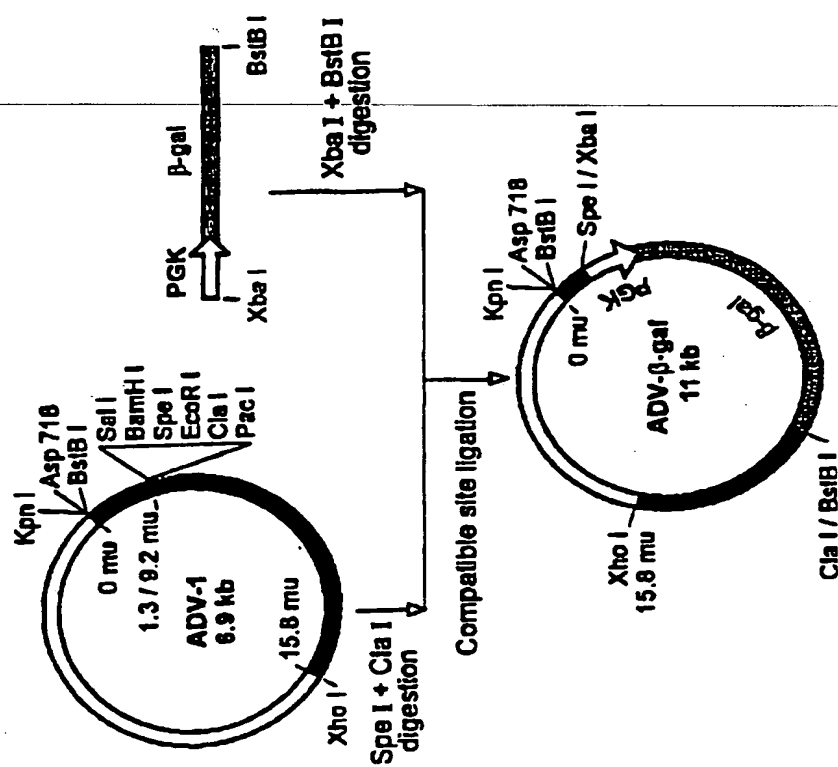 Kpn I
Asp 718
BstB I
Sal I
BamH I
Spe I
EcoR I
Cla I
Pac I
0 mu
1.3 / 9.2 mu
ADV-1
6.9 kb
15.8 mu
Xho I
Spe I + Cla I
digestion
PGK
β-gal
Xba I
BstB I
Xba I + BstB I
digestion
Compatible site ligation
Kpn I
Asp 718
BstB I
Spe I / Xba I
0 mu
PGK
ADV-β-gal
11 kb
β-gal
Xho I
15.8 mu
Cla I / BstB I